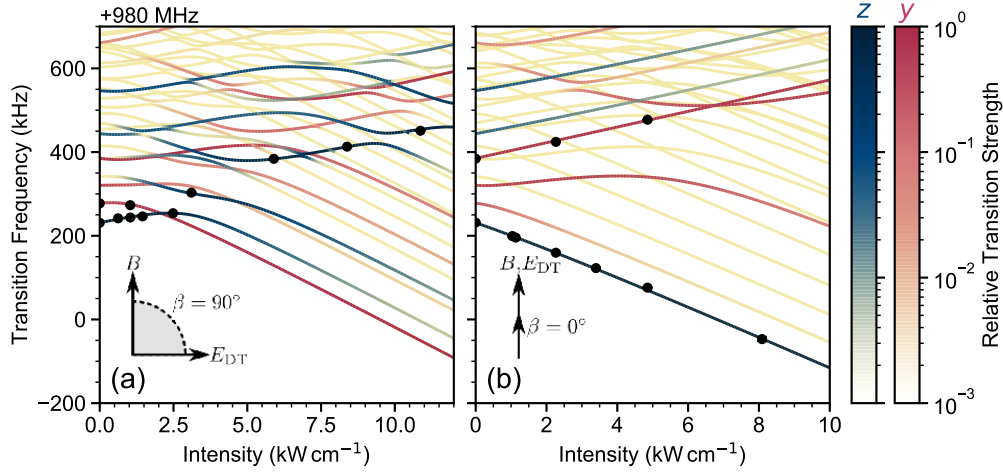 +980 MHz
z y
Transition Frequency (kHz)
600
400
200
0
−200
B
β = 90°
E_DT
(a)
0.0 2.5 5.0 7.5 10.0
Intensity (kW cm⁻¹)
B, E_DT
β = 0°
(b)
0 2 4 6 8 10
Intensity (kW cm⁻¹)
10⁰
10⁻¹
10⁻²
10⁻³
Relative Transition Strength